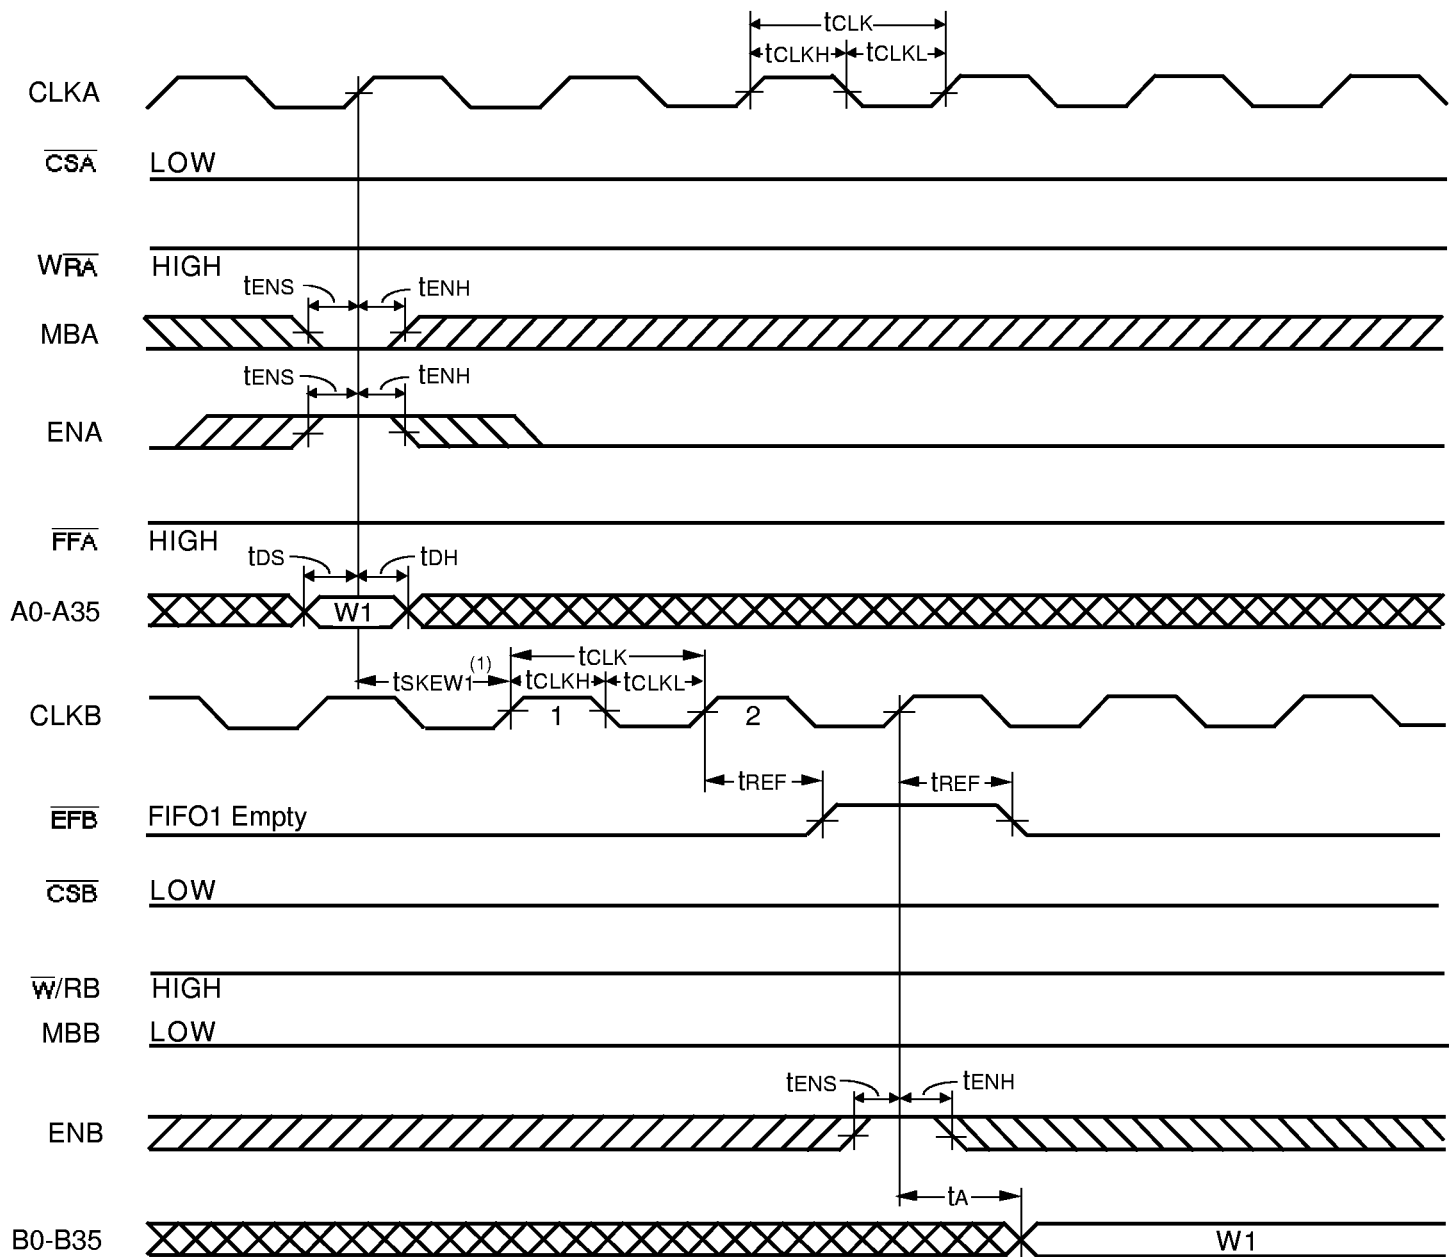 tCLK
tCLKH tCLKL
CLKA
CSA LOW
WRA HIGH
tENS tENH
MBA
tENS tENH
ENA
FFA HIGH
tDS tDH
A0-A35 W1
tSKEW1(1) tCLK
tCLKH tCLKL
CLKB 1 2
tREF tREF
EFB FIFO1 Empty
CSB LOW
W/RB HIGH
MBB LOW
tENS tENH
ENB
tA
B0-B35 W1